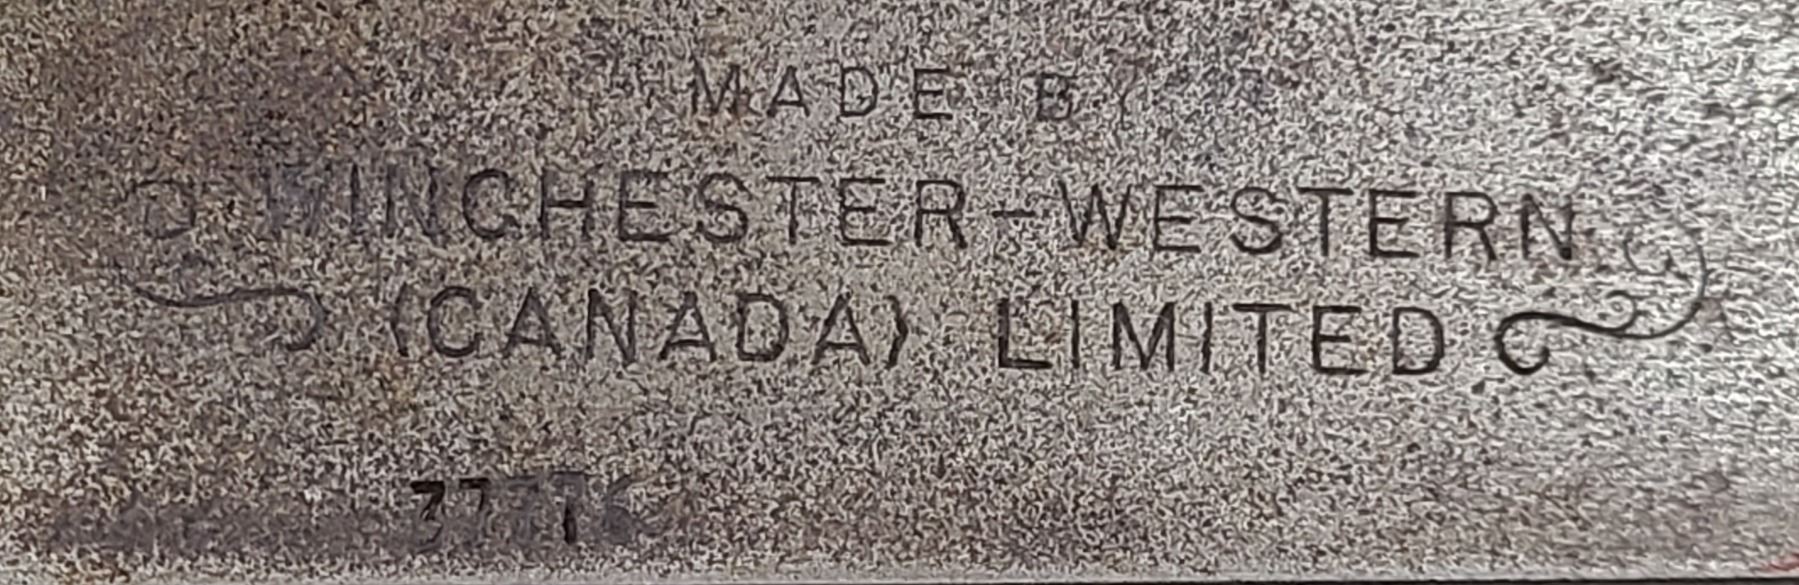 MADE BY
WINCHESTER-WESTERN
(CANADA) LIMITED